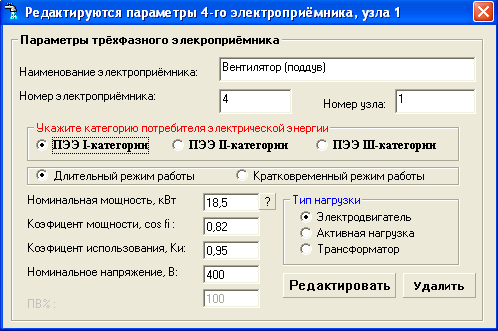 Редактируются параметры 4-го электроприёмника, узла 1
Параметры трёхфазного элекроприёмника
Наименование электроприёмника: Вентилятор (поддув)
Номер электроприёмника: 4 Номер узла: 1
Укажите категорию потребителя электрической энергии
ПЭЭ I-категории ПЭЭ II-категории ПЭЭ III-категории
Длительный режим работы Кратковременный режим работы
Номинальная мощность, кВт 18,5 ?
Коэфицент мощности, cos fi : 0,82
Коэфицент использования, Ки: 0,95
Номинальное напряжение, В: 400
ПВ% : 100
Тип нагрузки
Электродвигатель
Активная нагрузка
Трансформатор
Редактировать Удалить